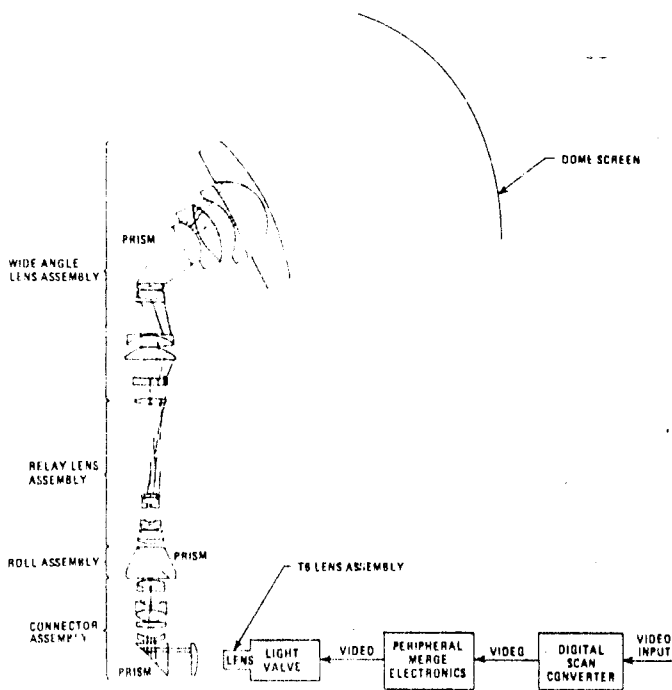 DOME SCREEN
PRISM
WIDE ANGLE
LENS ASSEMBLY
RELAY LENS
ASSEMBLY
ROLL ASSEMBLY
PRISM
T6 LENS ASSEMBLY
CONNECTOR
ASSEMBLY
PRISM
LENS
LIGHT
VALVE
VIDEO
PERIPHERAL
MERGE
ELECTRONICS
VIDEO
DIGITAL
SCAN
CONVERTER
VIDEO
INPUT